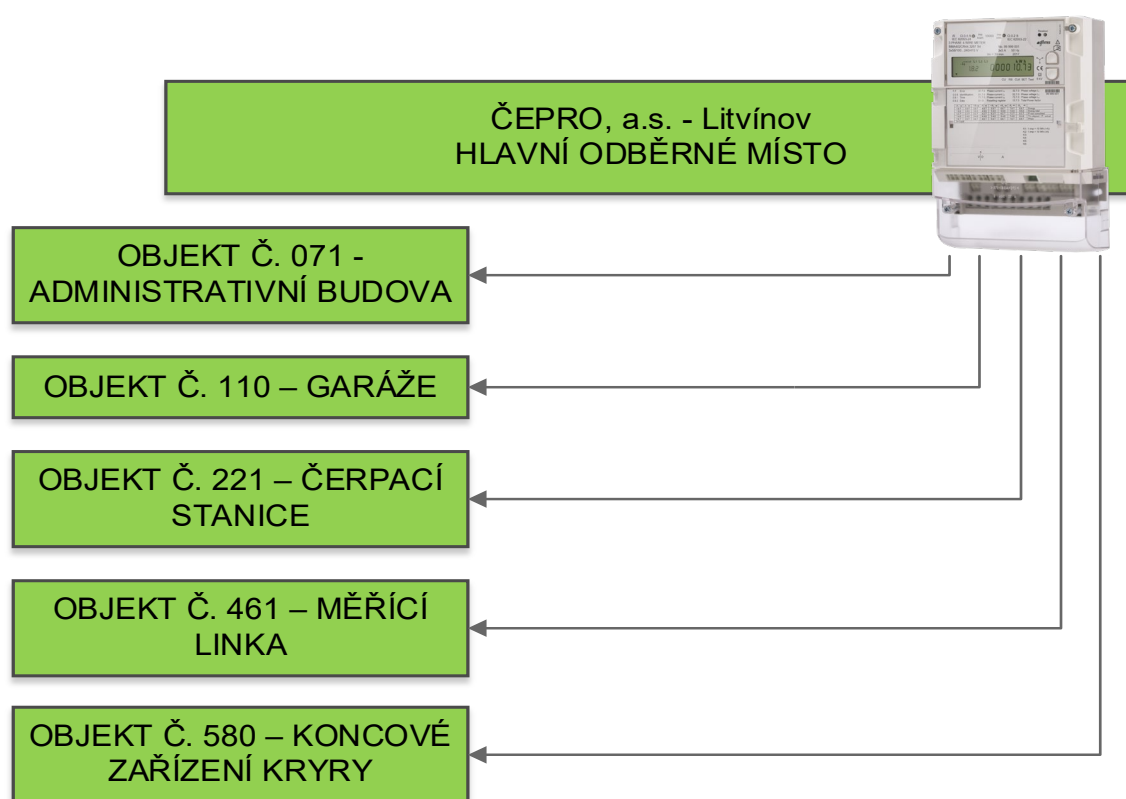 ČEPRO, a.s. - Litvínov
HLAVNÍ ODBĚRNÉ MÍSTO
OBJEKT Č. 071 -
ADMINISTRATIVNÍ BUDOVA
OBJEKT Č. 110 – GARÁŽE
OBJEKT Č. 221 – ČERPACÍ
STANICE
OBJEKT Č. 461 – MĚŘÍCÍ
LINKA
OBJEKT Č. 580 – KONCOVÉ
ZAŘÍZENÍ KRYRY